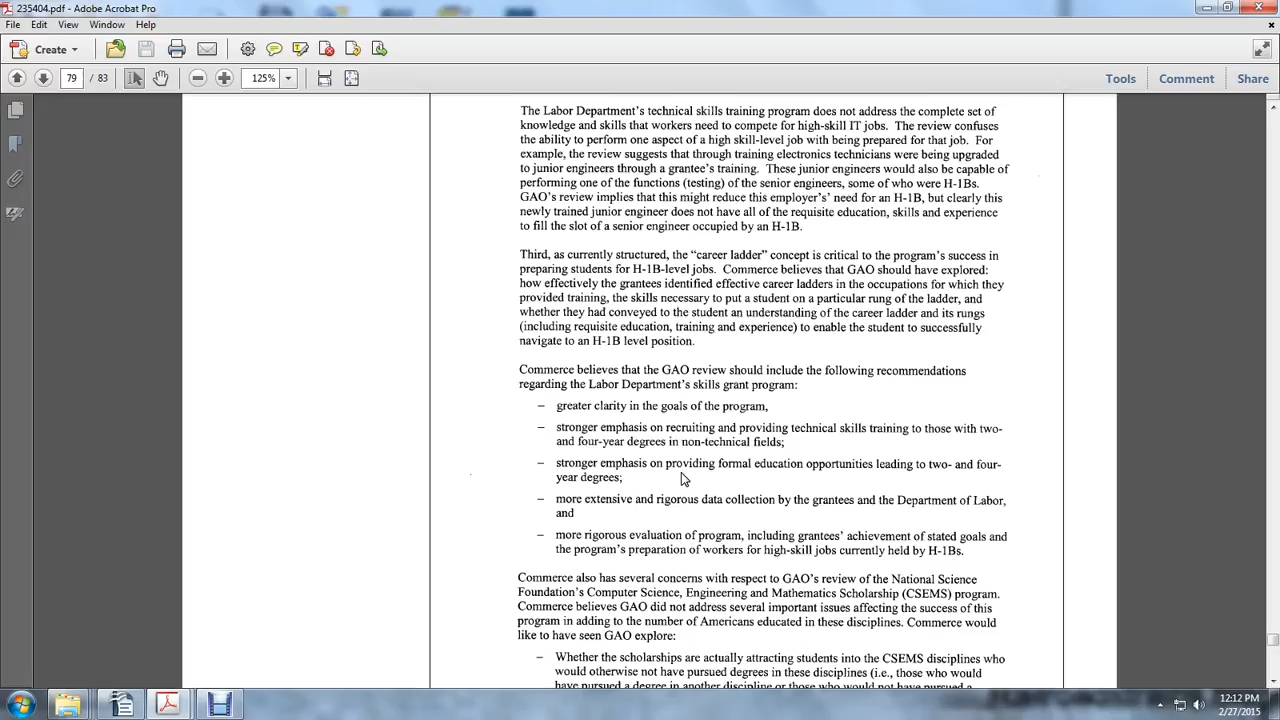 235404.pdf - Adobe Acrobat Pro
File Edit View Window Help
Create
79 / 83 125% Tools Comment Share
The Labor Department's technical skills training program does not address the complete set of
knowledge and skills that workers need to compete for high-skill IT jobs. The review confuses
the ability to perform one aspect of a high skill-level job with being prepared for that job. For
example, the review suggests that through training electronics technicians were being upgraded
to junior engineers through a grantee's training. These junior engineers would also be capable of
performing one of the functions (testing) of the senior engineers, some of who were H-1Bs.
GAO's review implies that this might reduce this employer's' need for an H-1B, but clearly this
newly trained junior engineer does not have all of the requisite education, skills and experience
to fill the slot of a senior engineer occupied by an H-1B.
Third, as currently structured, the "career ladder" concept is critical to the program's success in
preparing students for H-1B-level jobs. Commerce believes that GAO should have explored:
how effectively the grantees identified effective career ladders in the occupations for which they
provided training, the skills necessary to put a student on a particular rung of the ladder, and
whether they had conveyed to the student an understanding of the career ladder and its rungs
(including requisite education, training and experience) to enable the student to successfully
navigate to an H-1B level position.
Commerce believes that the GAO review should include the following recommendations
regarding the Labor Department's skills grant program:
– greater clarity in the goals of the program,
– stronger emphasis on recruiting and providing technical skills training to those with two-
and four-year degrees in non-technical fields;
– stronger emphasis on providing formal education opportunities leading to two- and four-
year degrees;
– more extensive and rigorous data collection by the grantees and the Department of Labor,
and
– more rigorous evaluation of program, including grantees' achievement of stated goals and
the program's preparation of workers for high-skill jobs currently held by H-1Bs.
Commerce also has several concerns with respect to GAO's review of the National Science
Foundation's Computer Science, Engineering and Mathematics Scholarship (CSEMS) program.
Commerce believes GAO did not address several important issues affecting the success of this
program in adding to the number of Americans educated in these disciplines. Commerce would
like to have seen GAO explore:
– Whether the scholarships are actually attracting students into the CSEMS disciplines who
would otherwise not have pursued degrees in these disciplines (i.e., those who would
have pursued a degree in another discipline or those who would not have pursued a
12:12 PM
2/27/2015